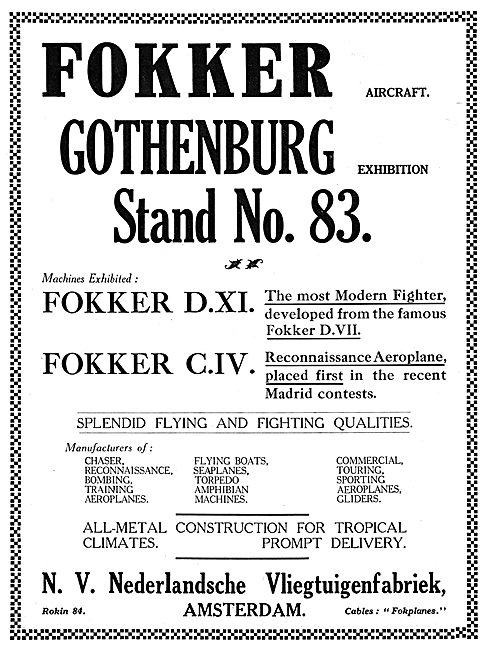 FOKKER AIRCRAFT.
GOTHENBURG EXHIBITION
Stand No. 83.
Machines Exhibited :
FOKKER D.XI. The most Modern Fighter,
developed from the famous
Fokker D.VII.
FOKKER C.IV. Reconnaissance Aeroplane,
placed first in the recent
Madrid contests.
SPLENDID FLYING AND FIGHTING QUALITIES.
Manufacturers of :
CHASER,
RECONNAISSANCE,
BOMBING,
TRAINING
AEROPLANES.
FLYING BOATS,
SEAPLANES,
TORPEDO
AMPHIBIAN
MACHINES.
COMMERCIAL,
TOURING,
SPORTING
AEROPLANES,
GLIDERS.
ALL-METAL CONSTRUCTION FOR TROPICAL
CLIMATES. PROMPT DELIVERY.
N. V. Nederlandsche Vliegtuigenfabriek,
Rokin 84. AMSTERDAM. Cables : "Fokplanes."